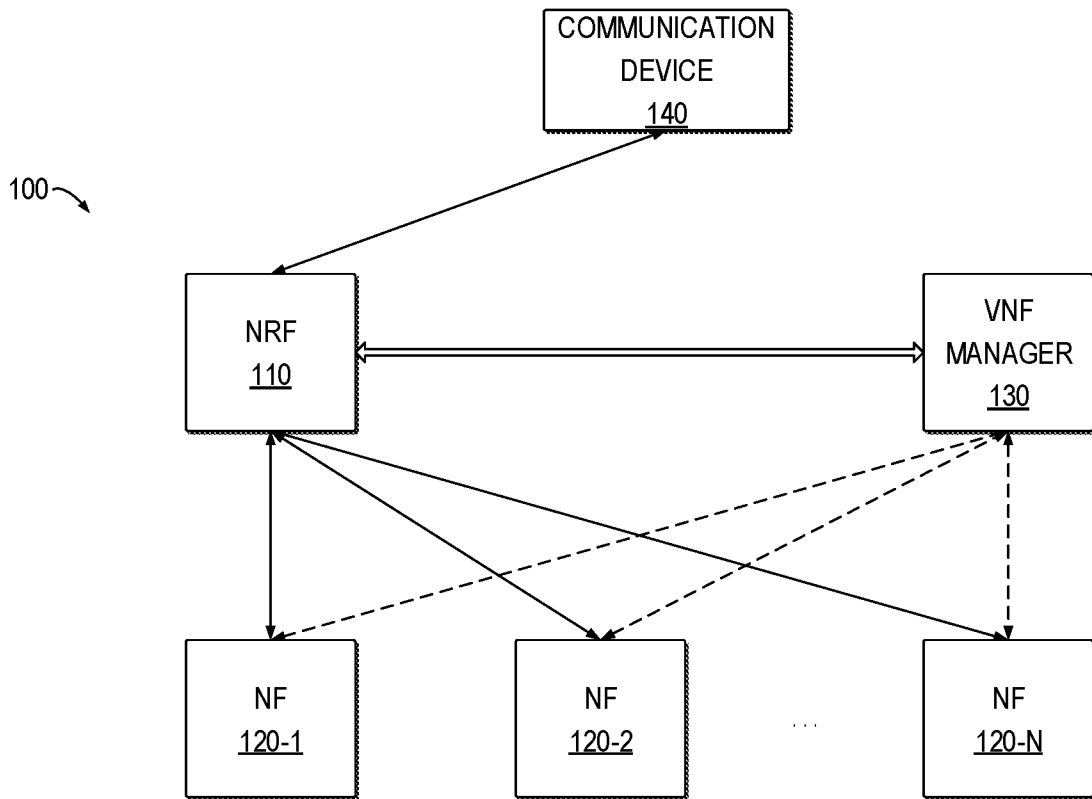 COMMUNICATION
DEVICE
140
100
NRF
110
VNF
MANAGER
130
NF
120-1
NF
120-2
...
NF
120-N